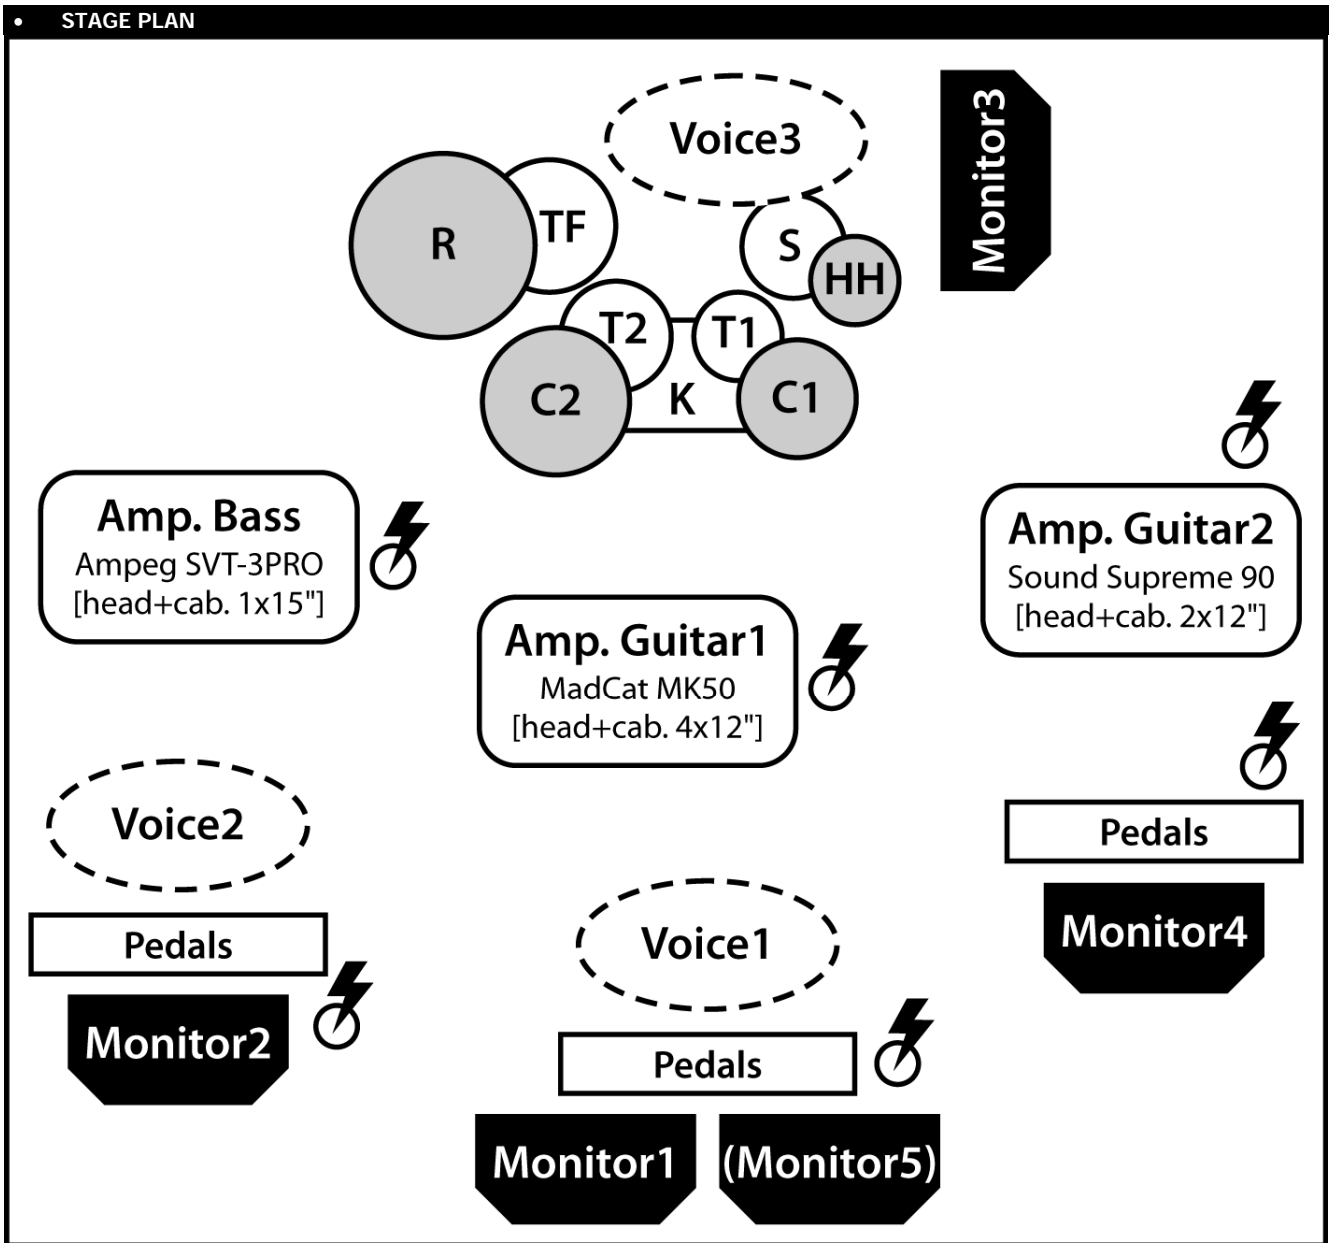 • STAGE PLAN
Voice3
Monitor3
R
TF
S
HH
T2
T1
C2
K
C1
Amp. Bass
Ampeg SVT-3PRO
[head+cab. 1x15"]
Amp. Guitar2
Sound Supreme 90
[head+cab. 2x12"]
Amp. Guitar1
MadCat MK50
[head+cab. 4x12"]
Voice2
Pedals
Monitor2
Pedals
Monitor4
Voice1
Pedals
Monitor1
(Monitor5)